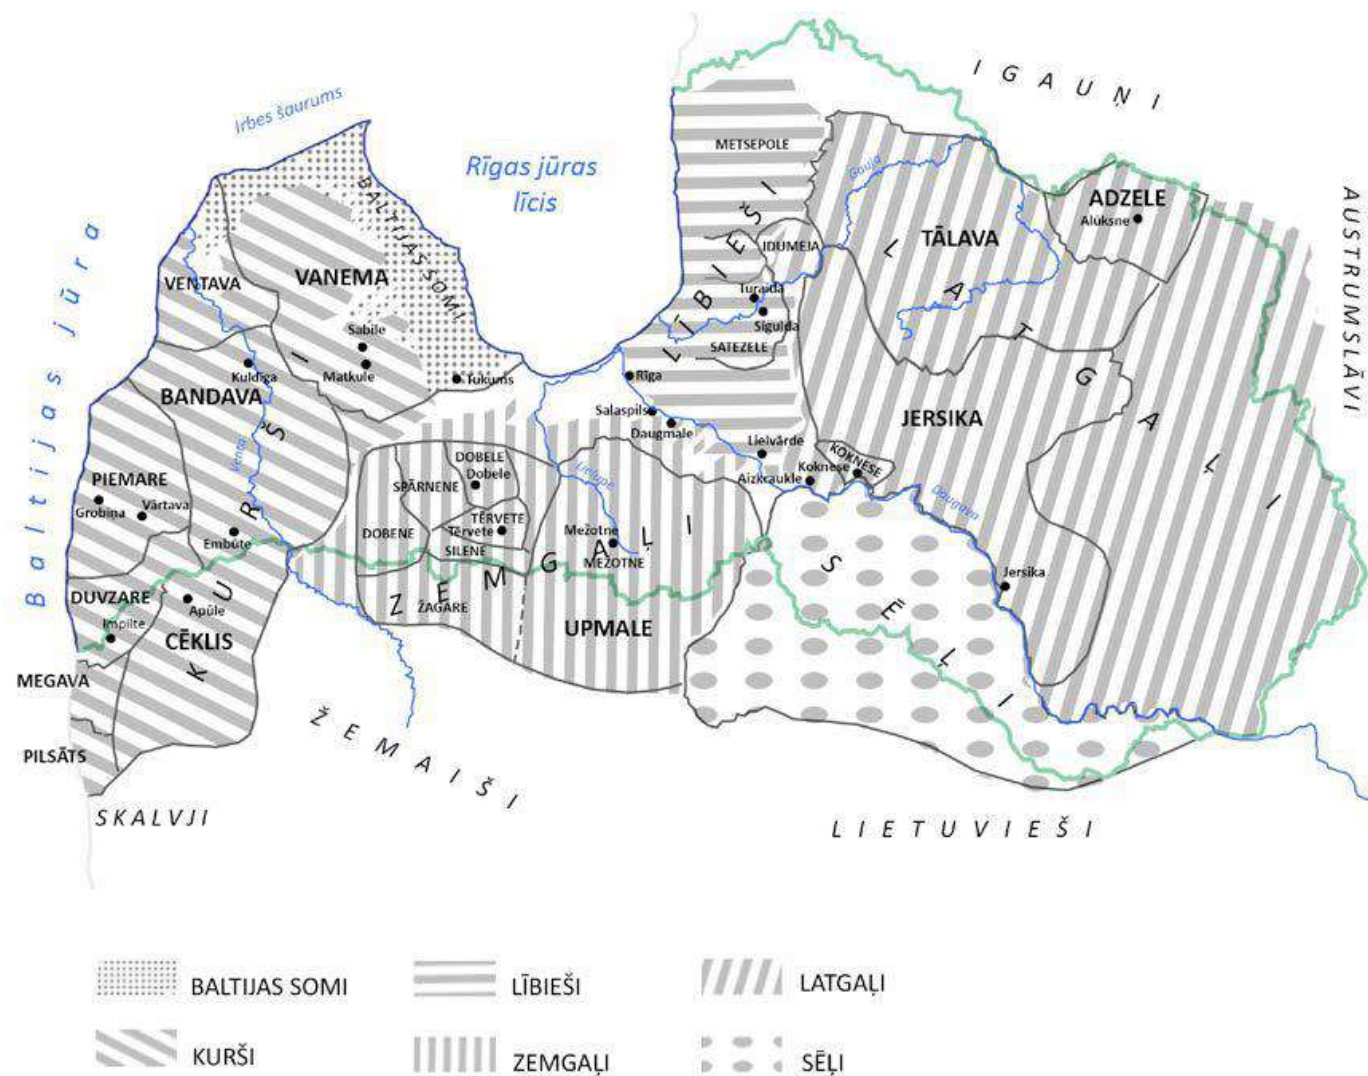 IGAUŅI
Irbes šaurums
Rīgas jūras
līcis
METSEPOLE
Gauja
BALTIJAS SOMI
AUSTRUMSLĀVI
ADZELE
Alūksne
Baltijas jūra
LĪBIEŠI
IDUMEJA
TĀLAVA
VENTAVA
VANEMA
LATGAĻI
Turaida
Sigulda
Sabile
SATEZELE
Kuldīga
Matkule
Tukums
Rīga
BANDAVA
KURŠI
Salaspils
Daugmale
JERSIKA
Venta
Lielvārde
KOKNESE
DOBELE
Dobele
Koknese
Aizkraukle
PIEMARE
SPĀRNENE
Lielupe
Daugava
Grobiņa
Vārtava
TĒRVETE
Tērvete
Embūte
DOBENE
Mežotne
SILENE
MEŽOTNE
ZEMGAĻI
SĒĻI
Jersika
DUVZARE
Apūle
ŽAGARE
Impilte
CĒKLIS
UPMALE
MEGAVA
ŽEMAIŠI
PILSĀTS
SKALVJI
LIETUVIEŠI
BALTIJAS SOMI
LĪBIEŠI
LATGAĻI
KURŠI
ZEMGAĻI
SĒĻI